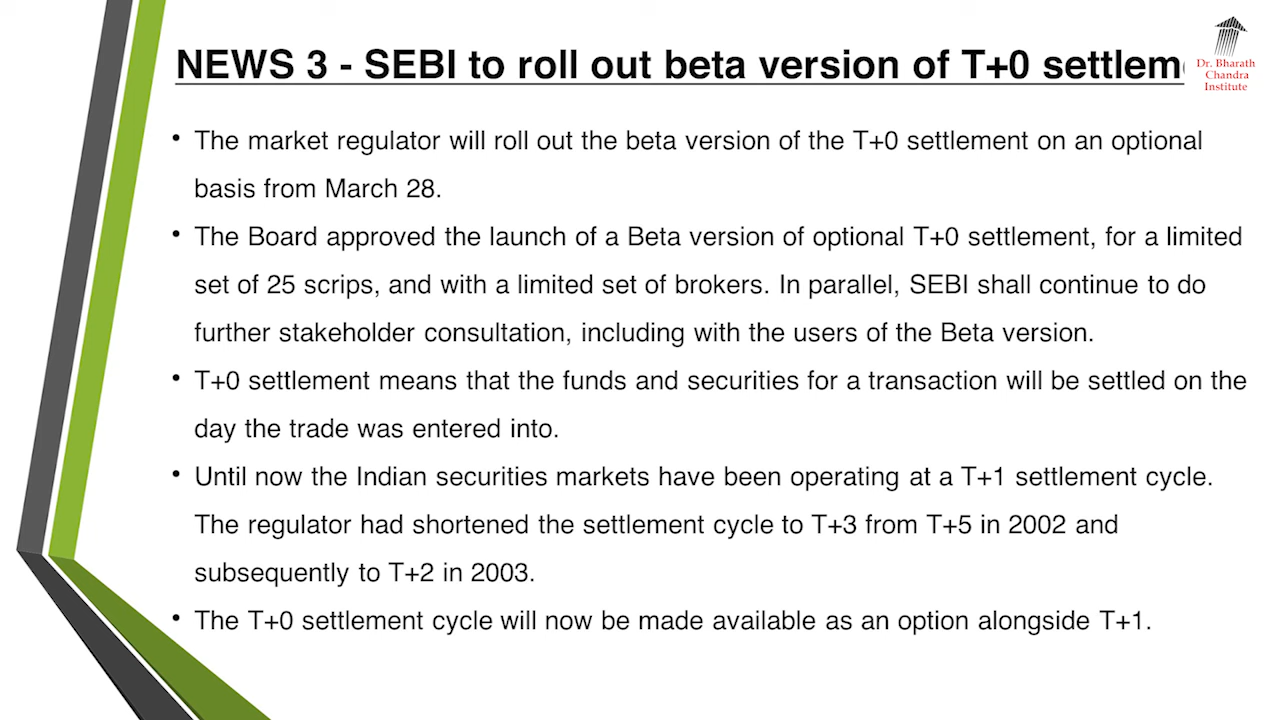 NEWS 3 - SEBI to roll out beta version of T+0 settlem
Dr. Bharath
Chandra
Institute
• The market regulator will roll out the beta version of the T+0 settlement on an optional
basis from March 28.
• The Board approved the launch of a Beta version of optional T+0 settlement, for a limited
set of 25 scrips, and with a limited set of brokers. In parallel, SEBI shall continue to do
further stakeholder consultation, including with the users of the Beta version.
• T+0 settlement means that the funds and securities for a transaction will be settled on the
day the trade was entered into.
• Until now the Indian securities markets have been operating at a T+1 settlement cycle.
The regulator had shortened the settlement cycle to T+3 from T+5 in 2002 and
subsequently to T+2 in 2003.
• The T+0 settlement cycle will now be made available as an option alongside T+1.